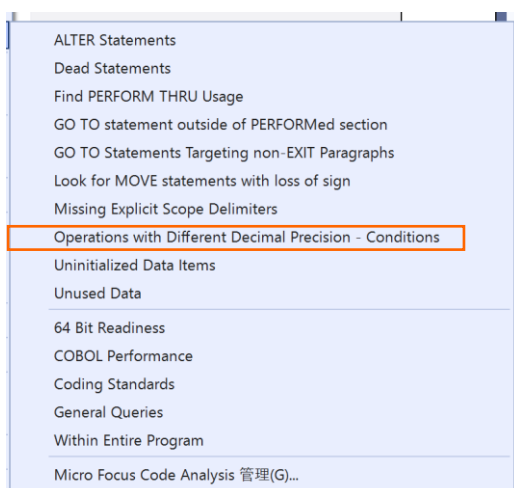 ALTER Statements
Dead Statements
Find PERFORM THRU Usage
GO TO statement outside of PERFORMed section
GO TO Statements Targeting non-EXIT Paragraphs
Look for MOVE statements with loss of sign
Missing Explicit Scope Delimiters
Operations with Different Decimal Precision - Conditions
Uninitialized Data Items
Unused Data
64 Bit Readiness
COBOL Performance
Coding Standards
General Queries
Within Entire Program
Micro Focus Code Analysis 管理(G)...